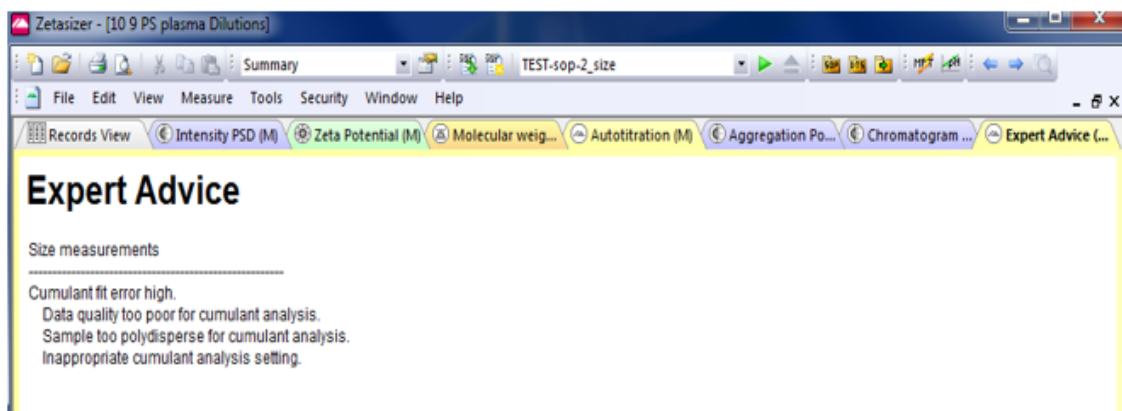 Zetasizer - [10 9 PS plasma Dilutions]
Summary TEST-sop-2_size
File Edit View Measure Tools Security Window Help
Records View Intensity PSD (M) Zeta Potential (M) Molecular weig... Autotitration (M) Aggregation Po... Chromatogram ... Expert Advice (...
Expert Advice
Size measurements
Cumulant fit error high.
Data quality too poor for cumulant analysis.
Sample too polydisperse for cumulant analysis.
Inappropriate cumulant analysis setting.